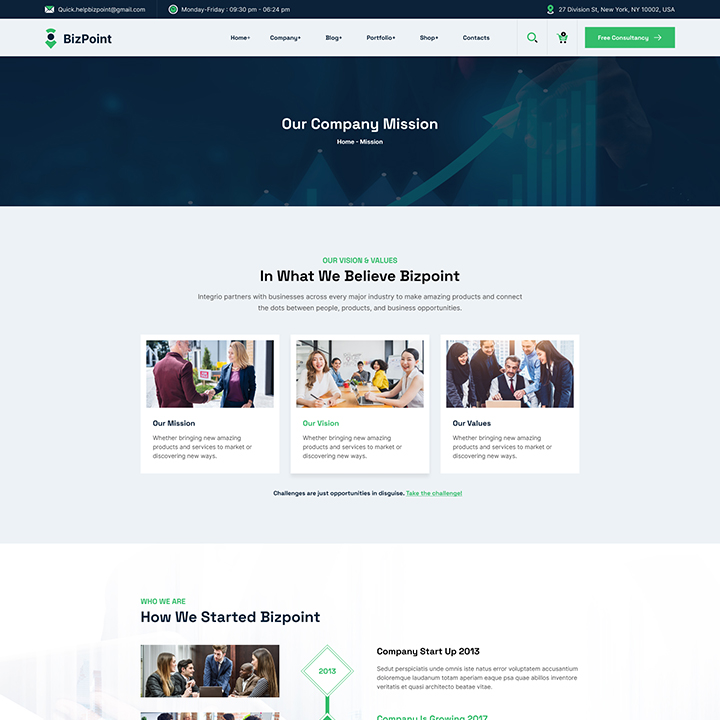 Quick.helpbizpoint@gmail.com
Monday-Friday : 09:30 pm - 06:24 pm
27 Division St, New York, NY 10002, USA
BizPoint
Home+
Company+
Blog+
Portfolio+
Shop+
Contacts
0
Free Consultancy
Our Company Mission
Home - Mission
OUR VISION & VALUES
In What We Believe Bizpoint
Integrio partners with businesses across every major industry to make amazing products and connect
the dots between people, products, and business opportunities.
Our Mission
Whether bringing new amazing
products and services to market or
discovering new ways.
Our Vision
Whether bringing new amazing
products and services to market or
discovering new ways.
Our Values
Whether bringing new amazing
products and services to market or
discovering new ways.
Challenges are just opportunities in disguise. Take the challenge!
WHO WE ARE
How We Started Bizpoint
2013
Company Start Up 2013
Sedut perspiciatis unde omnis iste natus error voluptatem accusantium
doloremque laudantum totam aperiam eaque psa quae abillos inventore
veritatis et quasi architecto beatae vitae.
Company Is Growing 2017